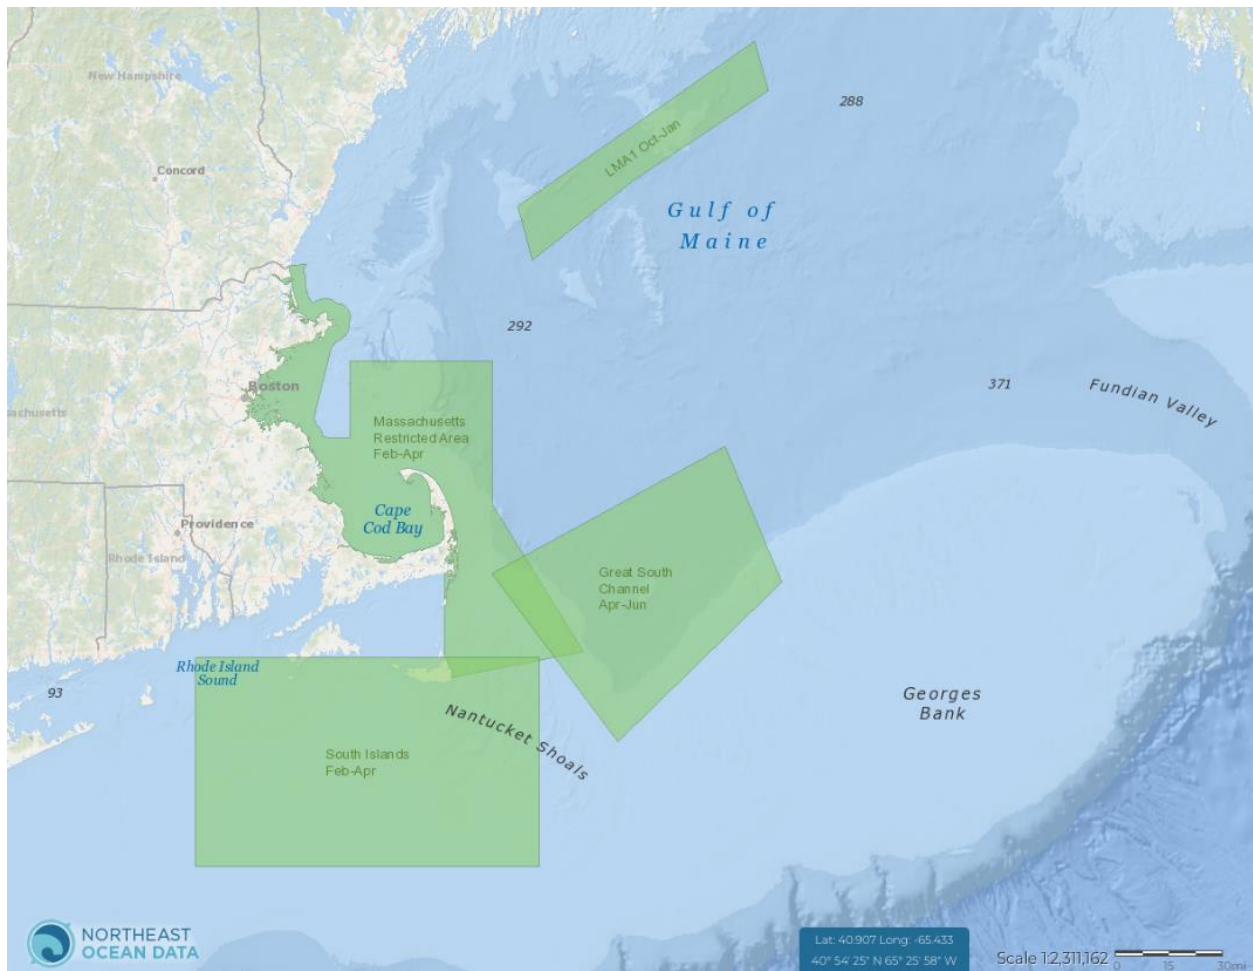 New Hampshire
288
LMA1 Oct-Jan
Concord
Gulf of
Maine
292
Boston
371
Fundian Valley
sachusetts
Massachusetts
Restricted Area
Feb-Apr
Cape
Cod Bay
Providence
Rhode Island
Great South
Channel
Apr-Jun
Rhode Island
Sound
93
Georges
Bank
Nantucket Shoals
South Islands
Feb-Apr
NORTHEAST
OCEAN DATA
Lat: 40.907 Long: -65.433
40° 54' 25" N 65° 25' 58" W
Scale 1:2,311,162
0 15 30mi